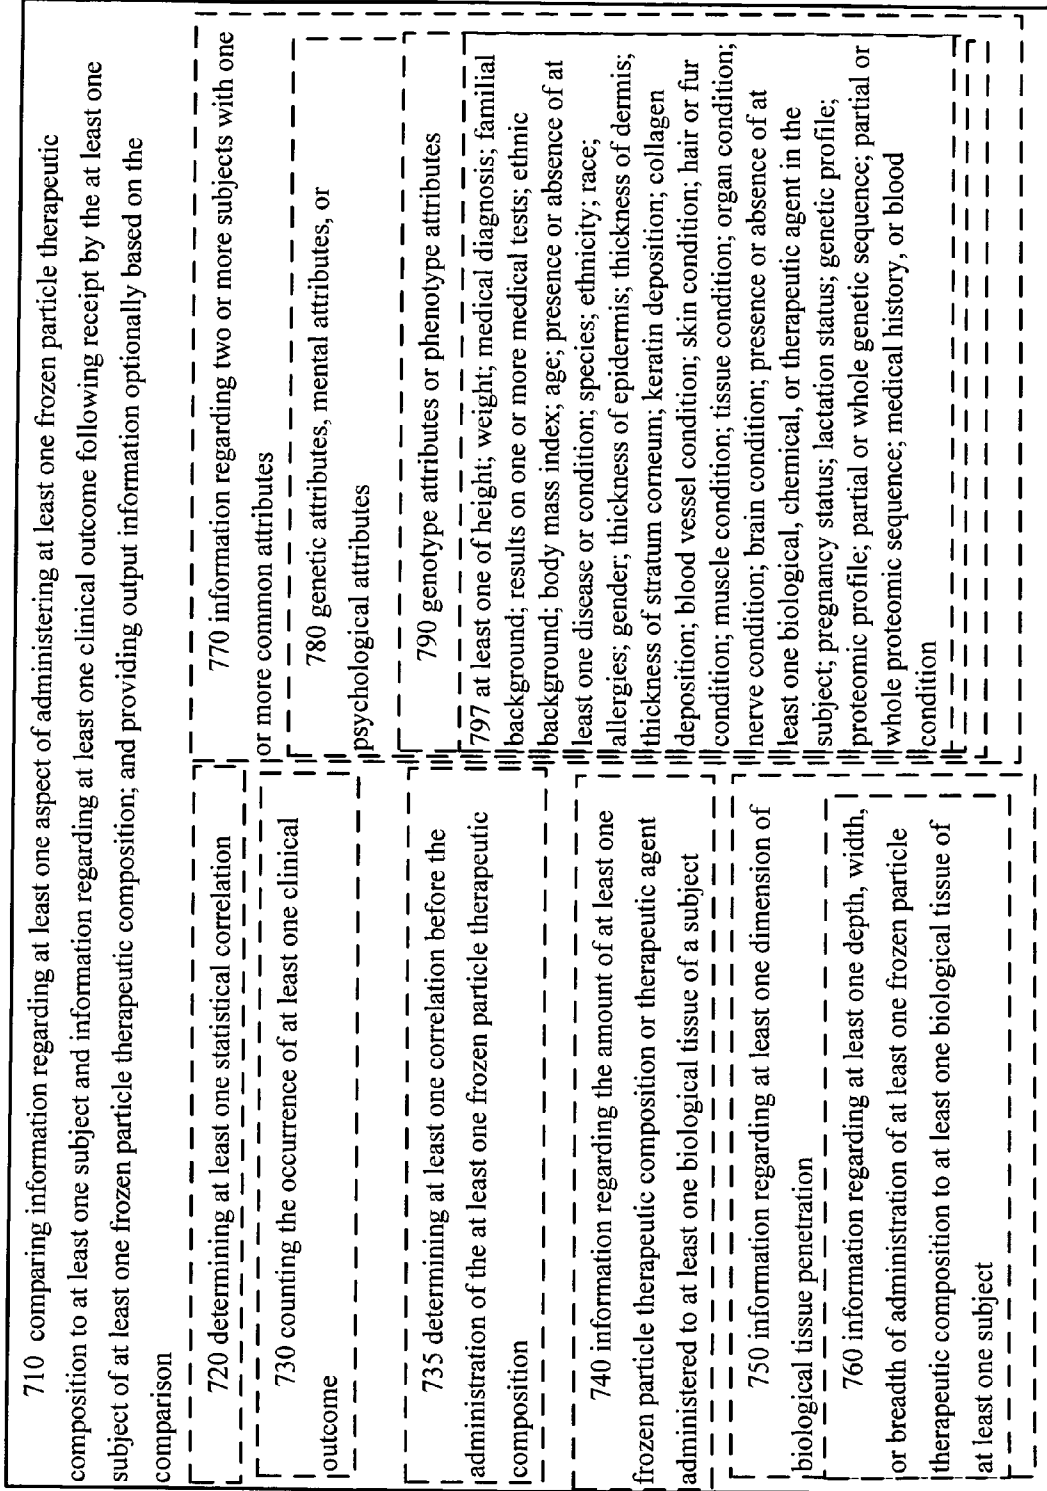 710 comparing information regarding at least one aspect of administering at least one frozen particle therapeutic
composition to at least one subject and information regarding at least one clinical outcome following receipt by the at least one
subject of at least one frozen particle therapeutic composition; and providing output information optionally based on the
comparison
720 determining at least one statistical correlation
730 counting the occurrence of at least one clinical
outcome
735 determining at least one correlation before the
administration of the at least one frozen particle therapeutic
composition
740 information regarding the amount of at least one
frozen particle therapeutic composition or therapeutic agent
administered to at least one biological tissue of a subject
750 information regarding at least one dimension of
biological tissue penetration
760 information regarding at least one depth, width,
or breadth of administration of at least one frozen particle
therapeutic composition to at least one biological tissue of
at least one subject
770 information regarding two or more subjects with one
or more common attributes
780 genetic attributes, mental attributes, or
psychological attributes
790 genotype attributes or phenotype attributes
797 at least one of height; weight; medical diagnosis; familial
background; results on one or more medical tests; ethnic
background; body mass index; age; presence or absence of at
least one disease or condition; species; ethnicity; race;
allergies; gender; thickness of epidermis; thickness of dermis;
thickness of stratum corneum; keratin deposition; collagen
deposition; blood vessel condition; skin condition; hair or fur
condition; muscle condition; tissue condition; organ condition;
nerve condition; brain condition; presence or absence of at
least one biological, chemical, or therapeutic agent in the
subject; pregnancy status; lactation status; genetic profile;
proteomic profile; partial or whole genetic sequence; partial or
whole proteomic sequence; medical history, or blood
condition